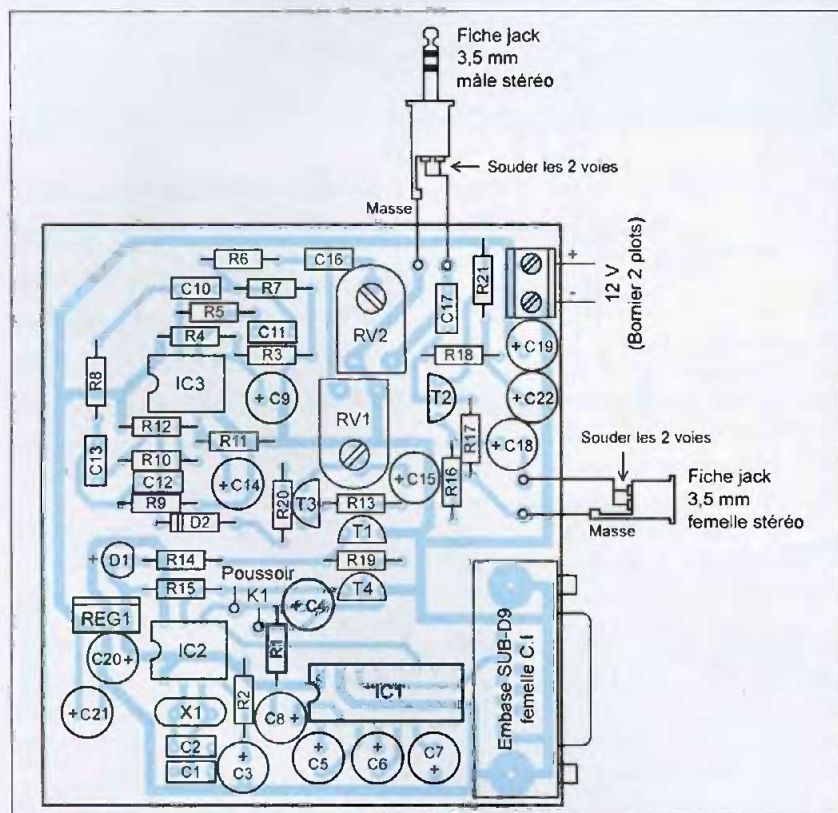 Fiche jack
3,5 mm
mâle stéréo
Souder les 2 voies
Masse
R6
C16
R21
+
-
12 V
(Bornier 2 plots)
C10
R7
R5
C17
R4
C11
RV2
R3
R18
+C19
R8
IC3
+C9
T2
+C22
RV1
R12
R17
+C18
Souder les 2 voies
R11
C13
R10
C12
+C14
+C15
R16
Fiche jack
3,5 mm
femelle stéréo
R9
R20
T3
R13
Masse
D2
T1
+D1
R14
R19
R15
Poussoir
K1
+C4
T4
REG1
C20+
IC2
R1
Embase SUB-D9
femelle C.I
IC1
+C21
X1
R2
C8+
C2
+C3
+C5
+C6
C7+
C1